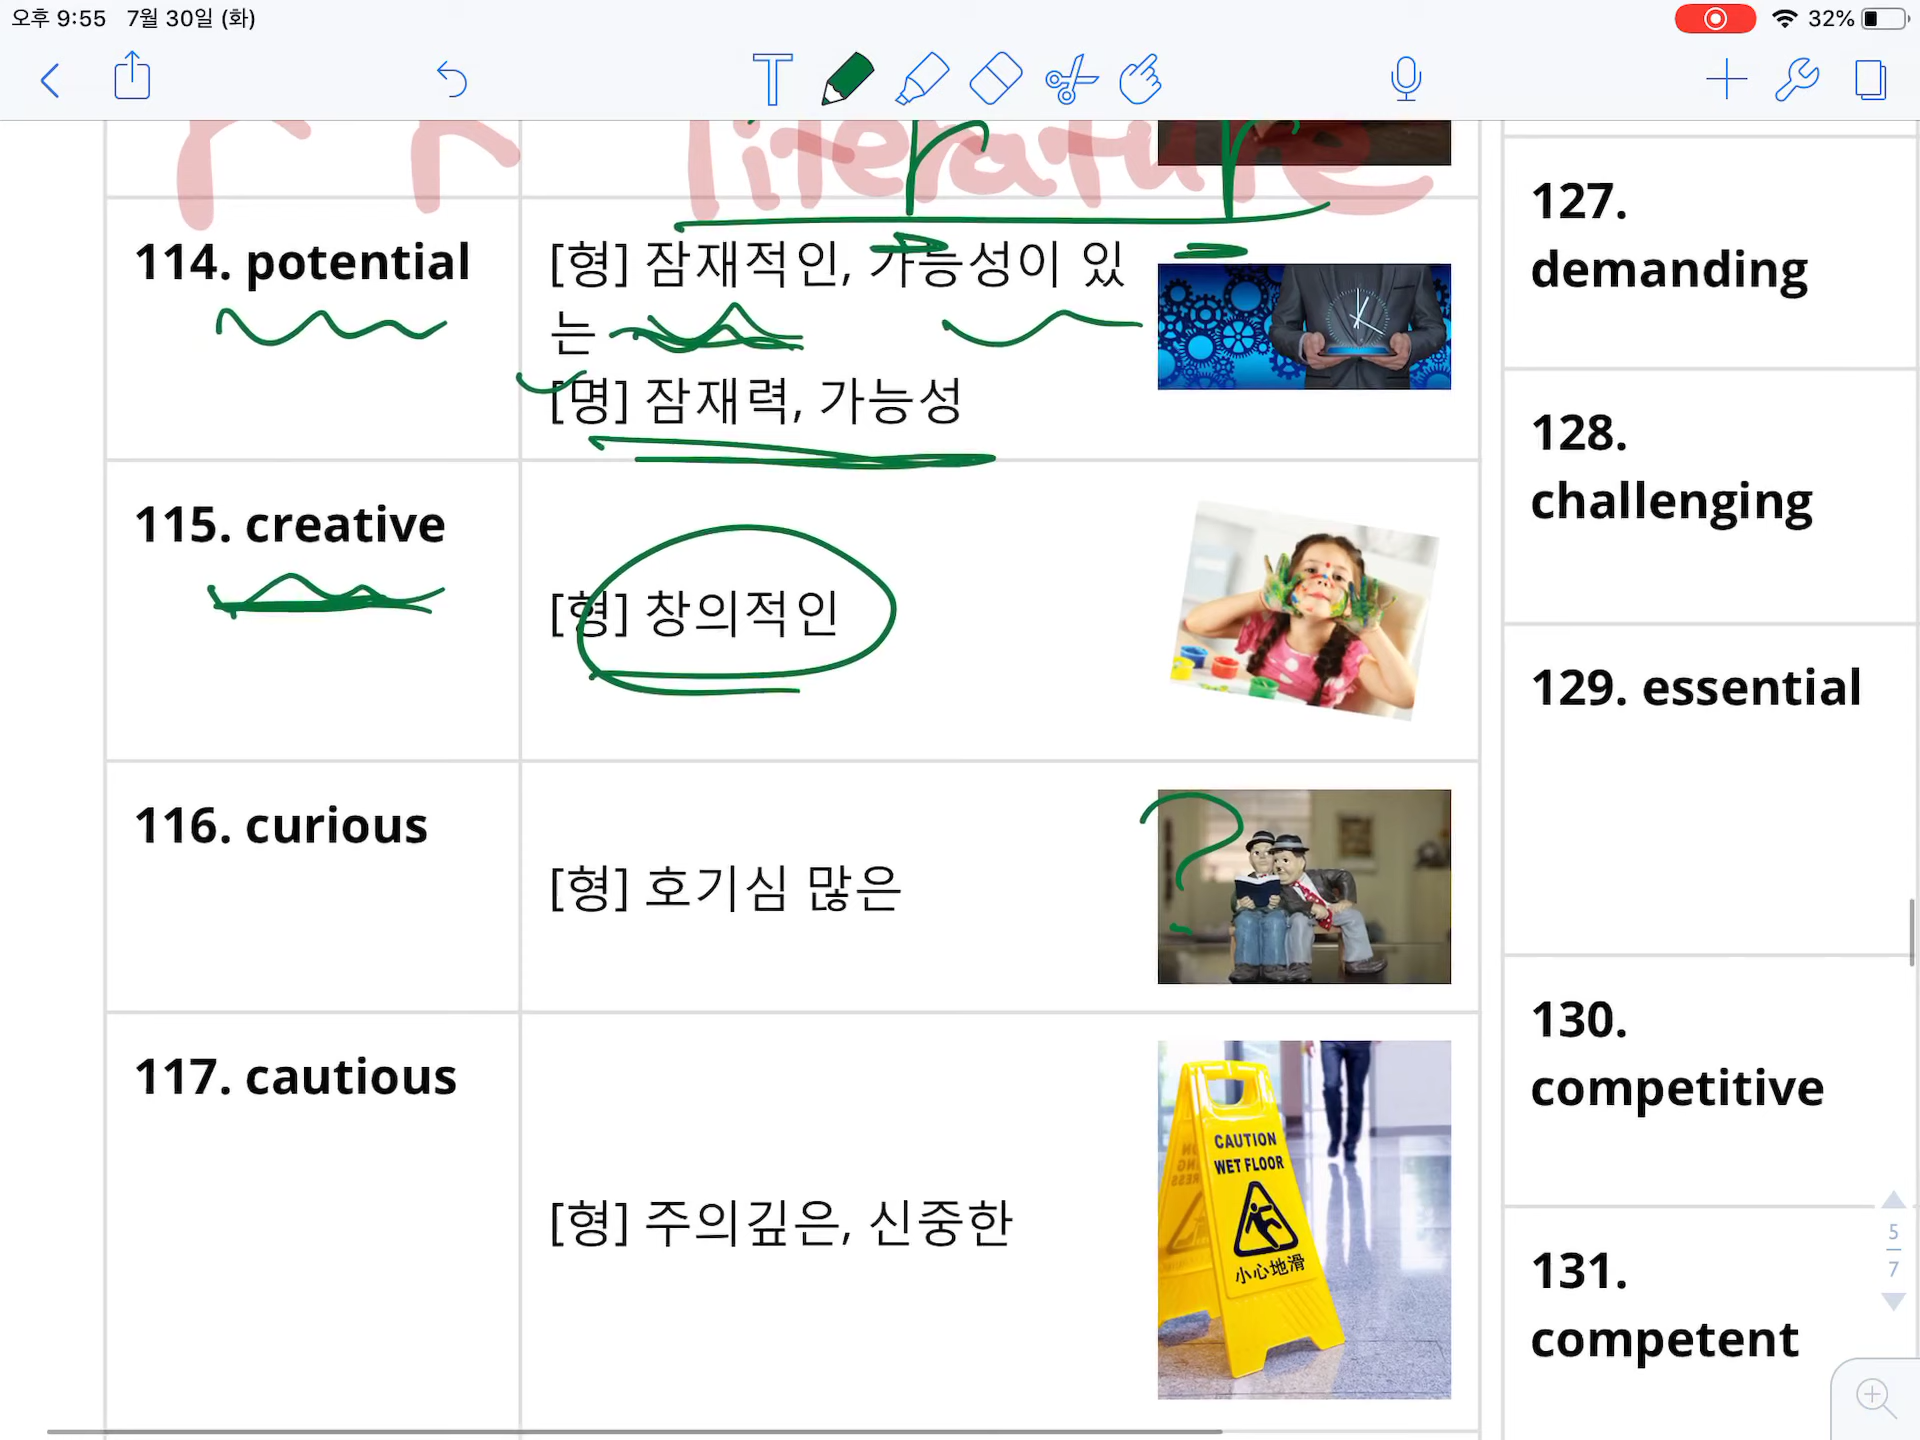 오후 9:55 7월 30일 (화)
32%
T
literature
r r
114. potential
[형] 잠재적인, 가능성이 있
는
[명] 잠재력, 가능성
115. creative
[형] 창의적인
116. curious
[형] 호기심 많은
?
117. cautious
[형] 주의깊은, 신중한
CAUTION
WET FLOOR
小心地滑
127.
demanding
128.
challenging
129. essential
130.
competitive
131.
competent
5
7